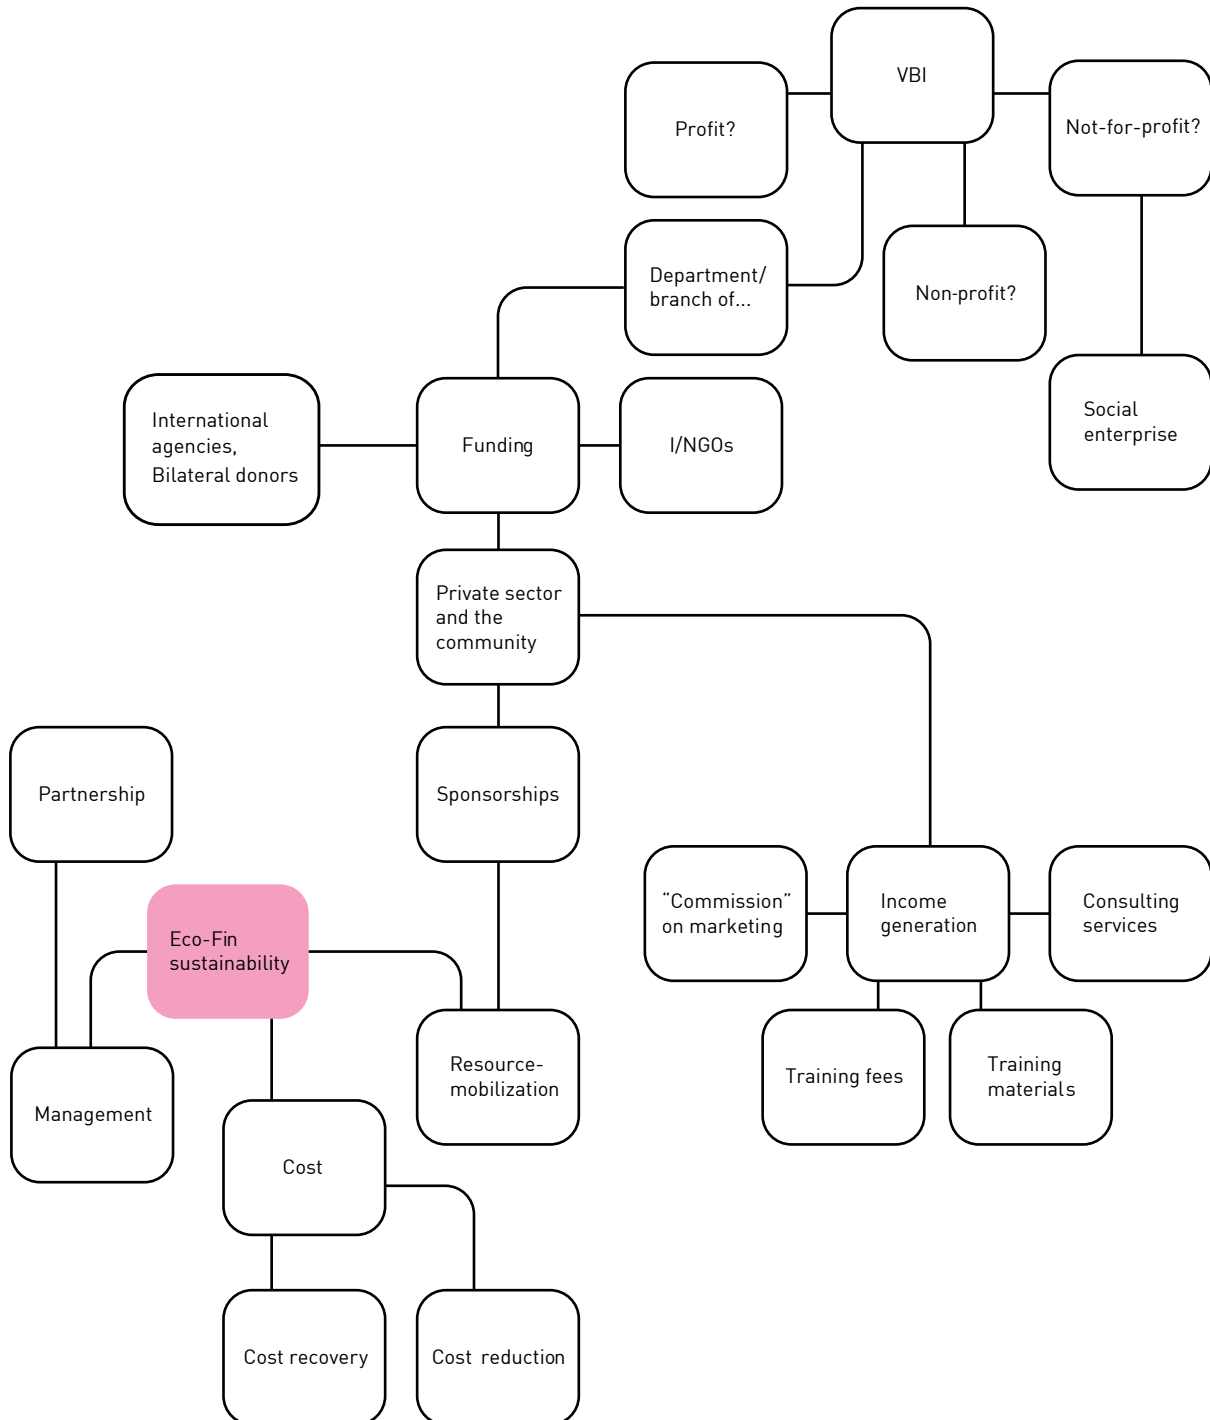 VBI
Profit?
Not-for-profit?
Department/
branch of...
Non-profit?
International
agencies,
Bilateral donors
Funding
I/NGOs
Social
enterprise
Private sector
and the
community
Partnership
Sponsorships
Eco-Fin
sustainability
“Commission”
on marketing
Income
generation
Consulting
services
Management
Resource-
mobilization
Training fees
Training
materials
Cost
Cost recovery
Cost reduction